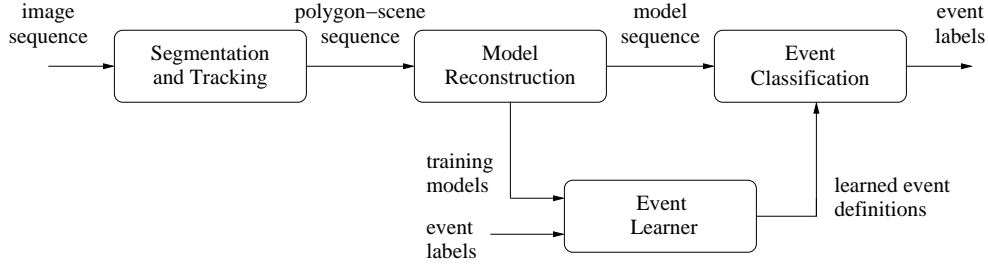 image
sequence
Segmentation
and Tracking
polygon−scene
sequence
Model
Reconstruction
model
sequence
Event
Classification
event
labels
training
models
event
labels
Event
Learner
learned event
definitions